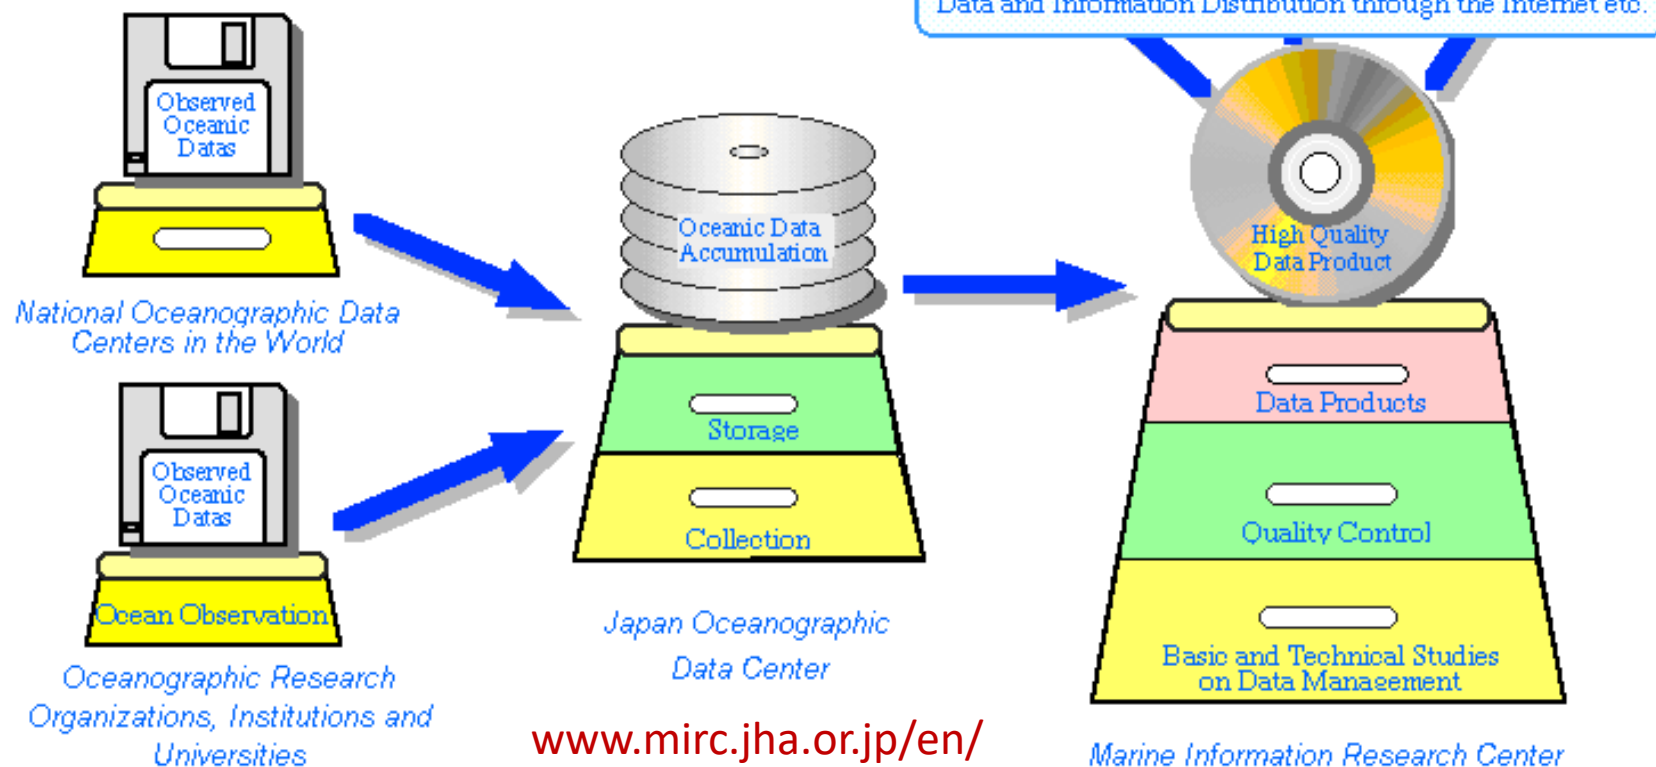 Data and Information Distribution through the Internet etc.
Observed
Oceanic
Datas
National Oceanographic Data
Centers in the World
Observed
Oceanic
Datas
Ocean Observation
Oceanographic Research
Organizations, Institutions and
Universities
Oceanic Data
Accumulation
Storage
Collection
Japan Oceanographic
Data Center
www.mirc.jha.or.jp/en/
High Quality
Data Product
Data Products
Quality Control
Basic and Technical Studies
on Data Management
Marine Information Research Center